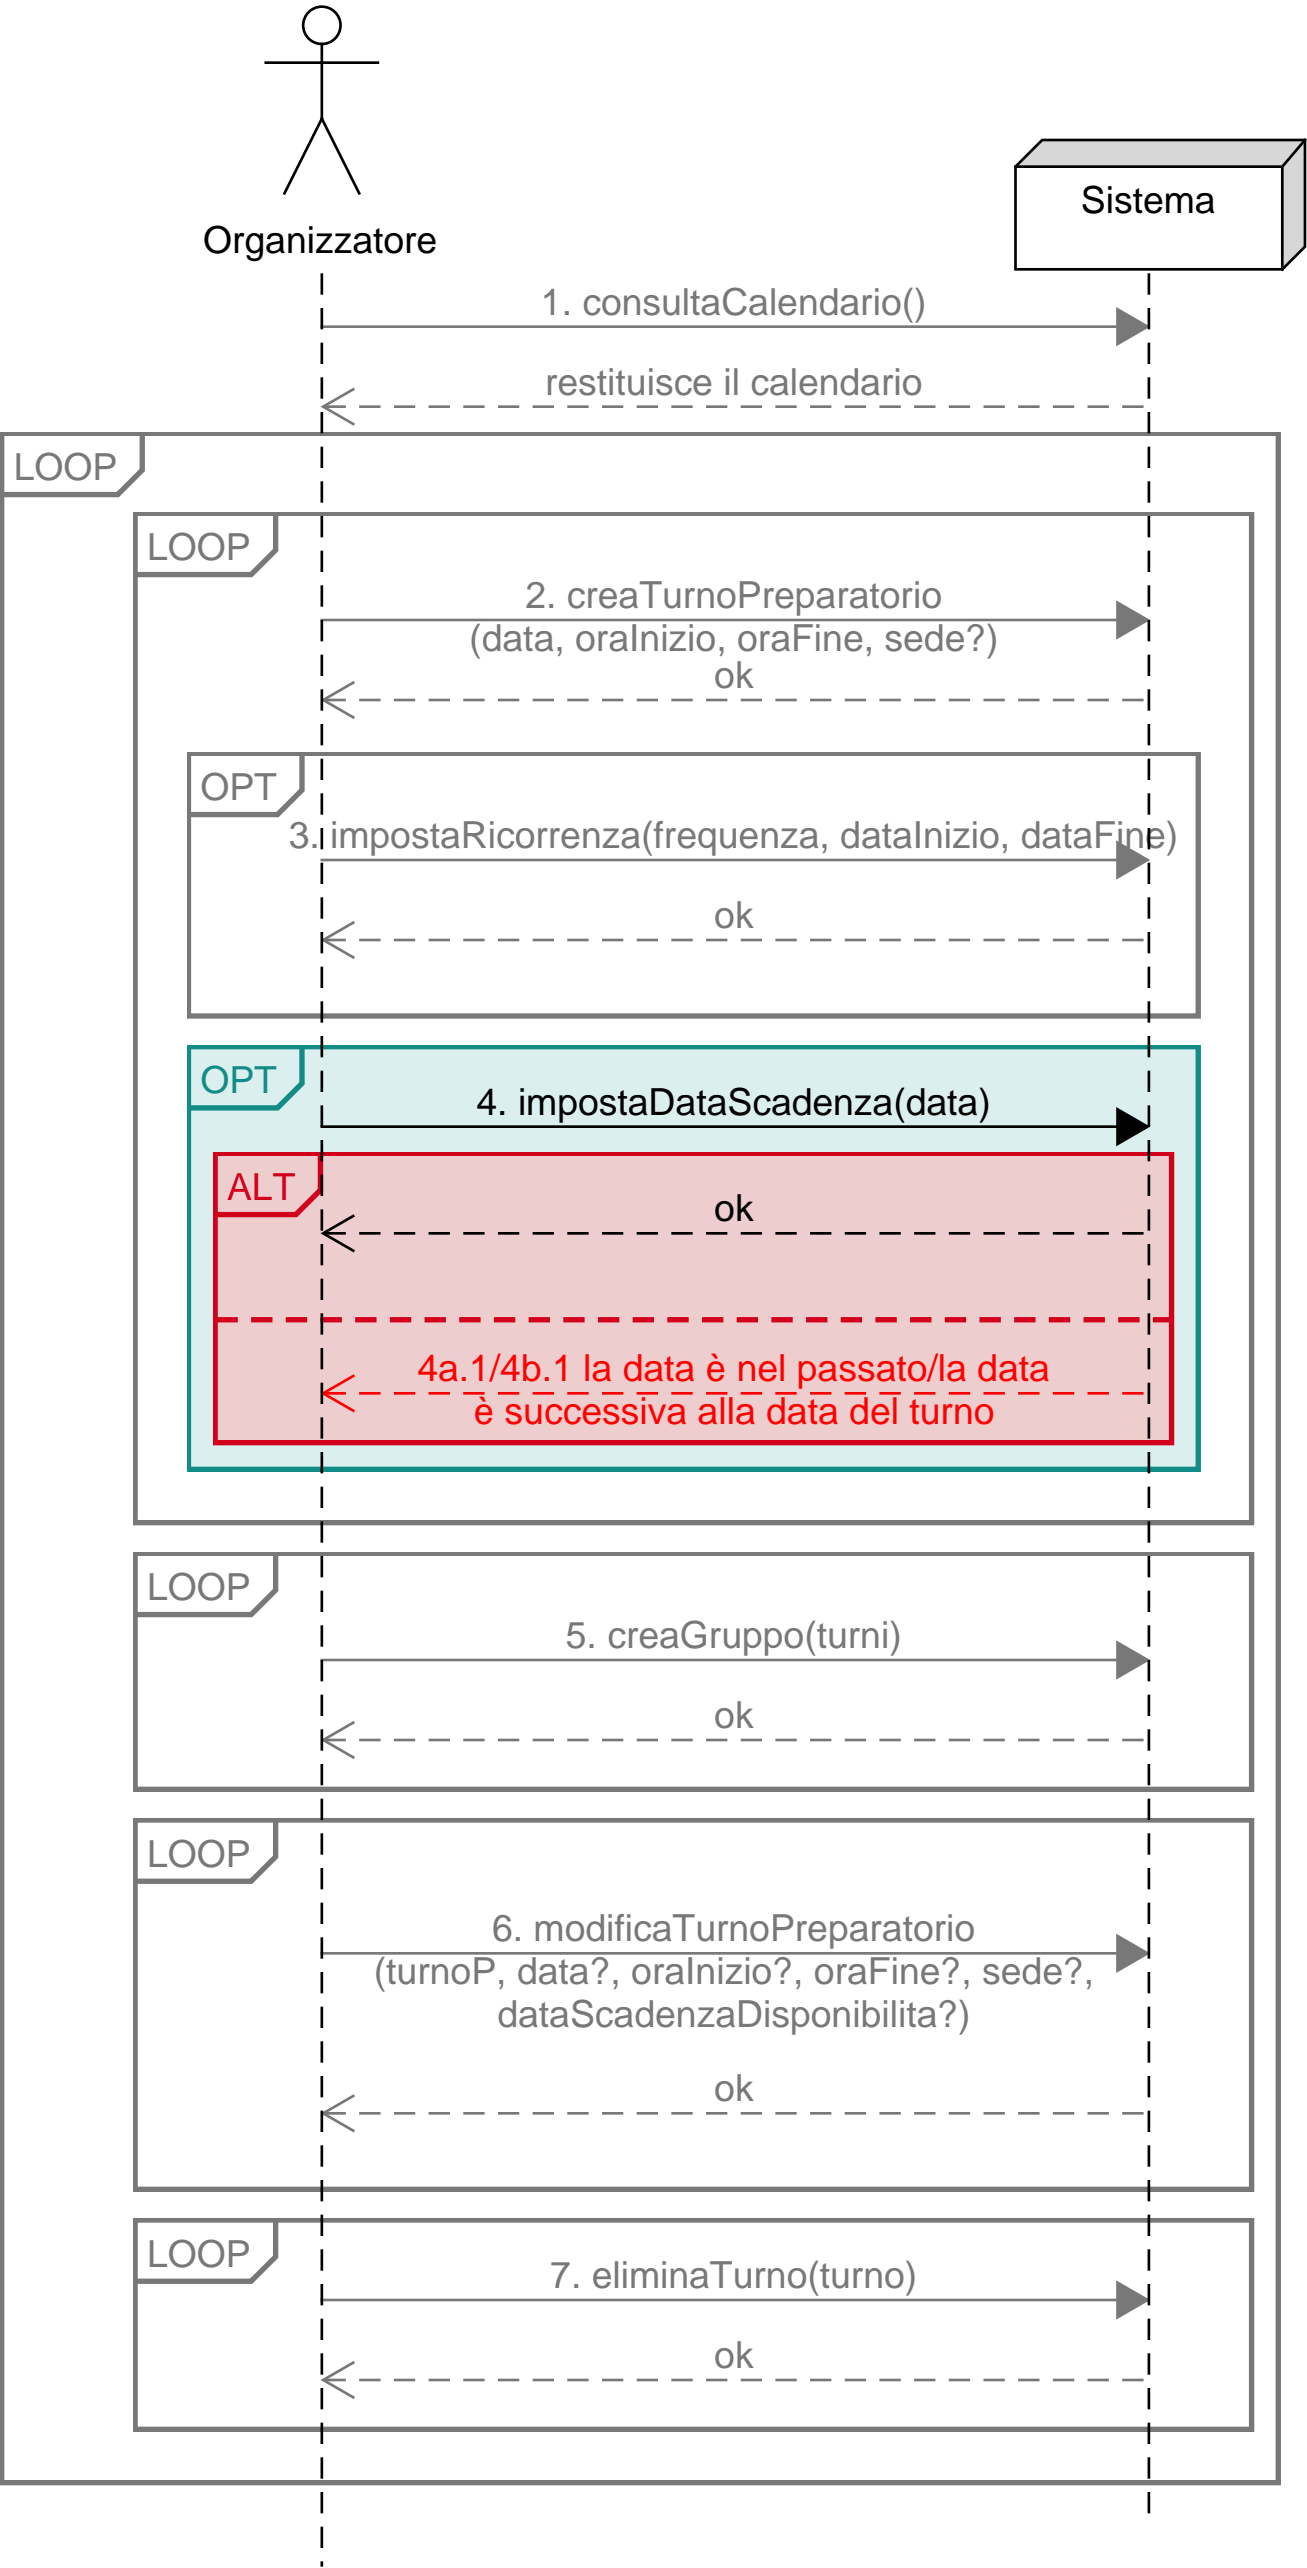 Organizzatore
Sistema
1. consultaCalendario()
restituisce il calendario
LOOP
LOOP
2. creaTurnoPreparatorio
(data, oraInizio, oraFine, sede?)
ok
OPT
3. impostaRicorrenza(frequenza, dataInizio, dataFine)
ok
OPT
4. impostaDataScadenza(data)
ALT
ok
4a.1/4b.1 la data è nel passato/la data
è successiva alla data del turno
LOOP
5. creaGruppo(turni)
ok
LOOP
6. modificaTurnoPreparatorio
(turnoP, data?, oraInizio?, oraFine?, sede?,
dataScadenzaDisponibilita?)
ok
LOOP
7. eliminaTurno(turno)
ok